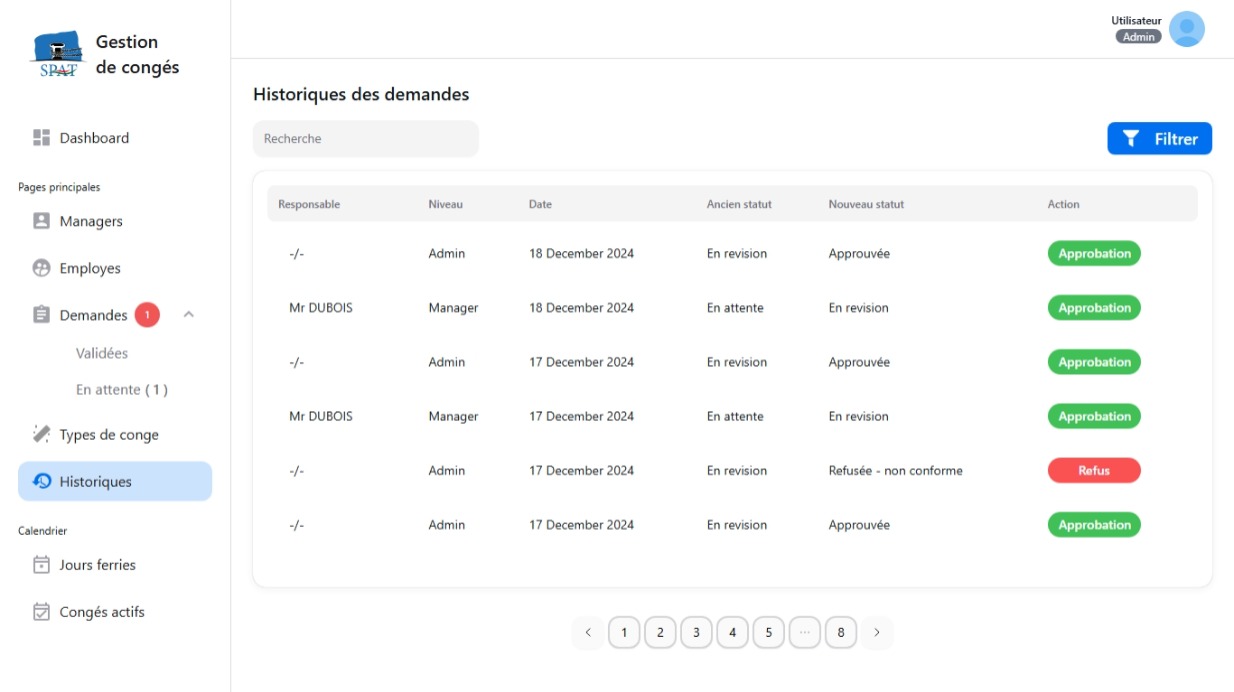 Utilisateur
Admin
SPAT
Gestion
de congés
Dashboard
Pages principales
Managers
Employes
Demandes 1
Validées
En attente ( 1 )
Types de conge
Historiques
Calendrier
Jours feries
Congés actifs
Historiques des demandes
Recherche
Filtrer
Responsable Niveau Date Ancien statut Nouveau statut Action
-/- Admin 18 December 2024 En revision Approuvée Approbation
Mr DUBOIS Manager 18 December 2024 En attente En revision Approbation
-/- Admin 17 December 2024 En revision Approuvée Approbation
Mr DUBOIS Manager 17 December 2024 En attente En revision Approbation
-/- Admin 17 December 2024 En revision Refusée - non conforme Refus
-/- Admin 17 December 2024 En revision Approuvée Approbation
< 1 2 3 4 5 ··· 8 >